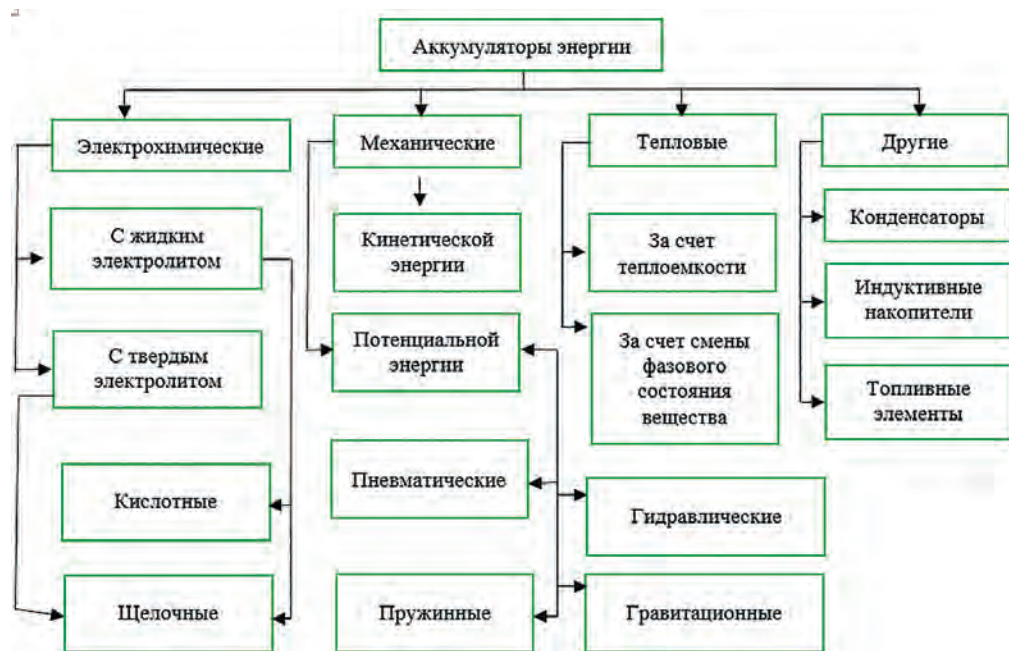 Аккумуляторы энергии
Электрохимические
Механические
Тепловые
Другие
С жидким
электролитом
Кинетической
энергии
За счет
теплоемкости
Конденсаторы
Индуктивные
накопители
С твердым
электролитом
Потенциальной
энергии
За счет смены
фазового
состояния
вещества
Топливные
элементы
Кислотные
Пневматические
Гидравлические
Щелочные
Пружинные
Гравитационные